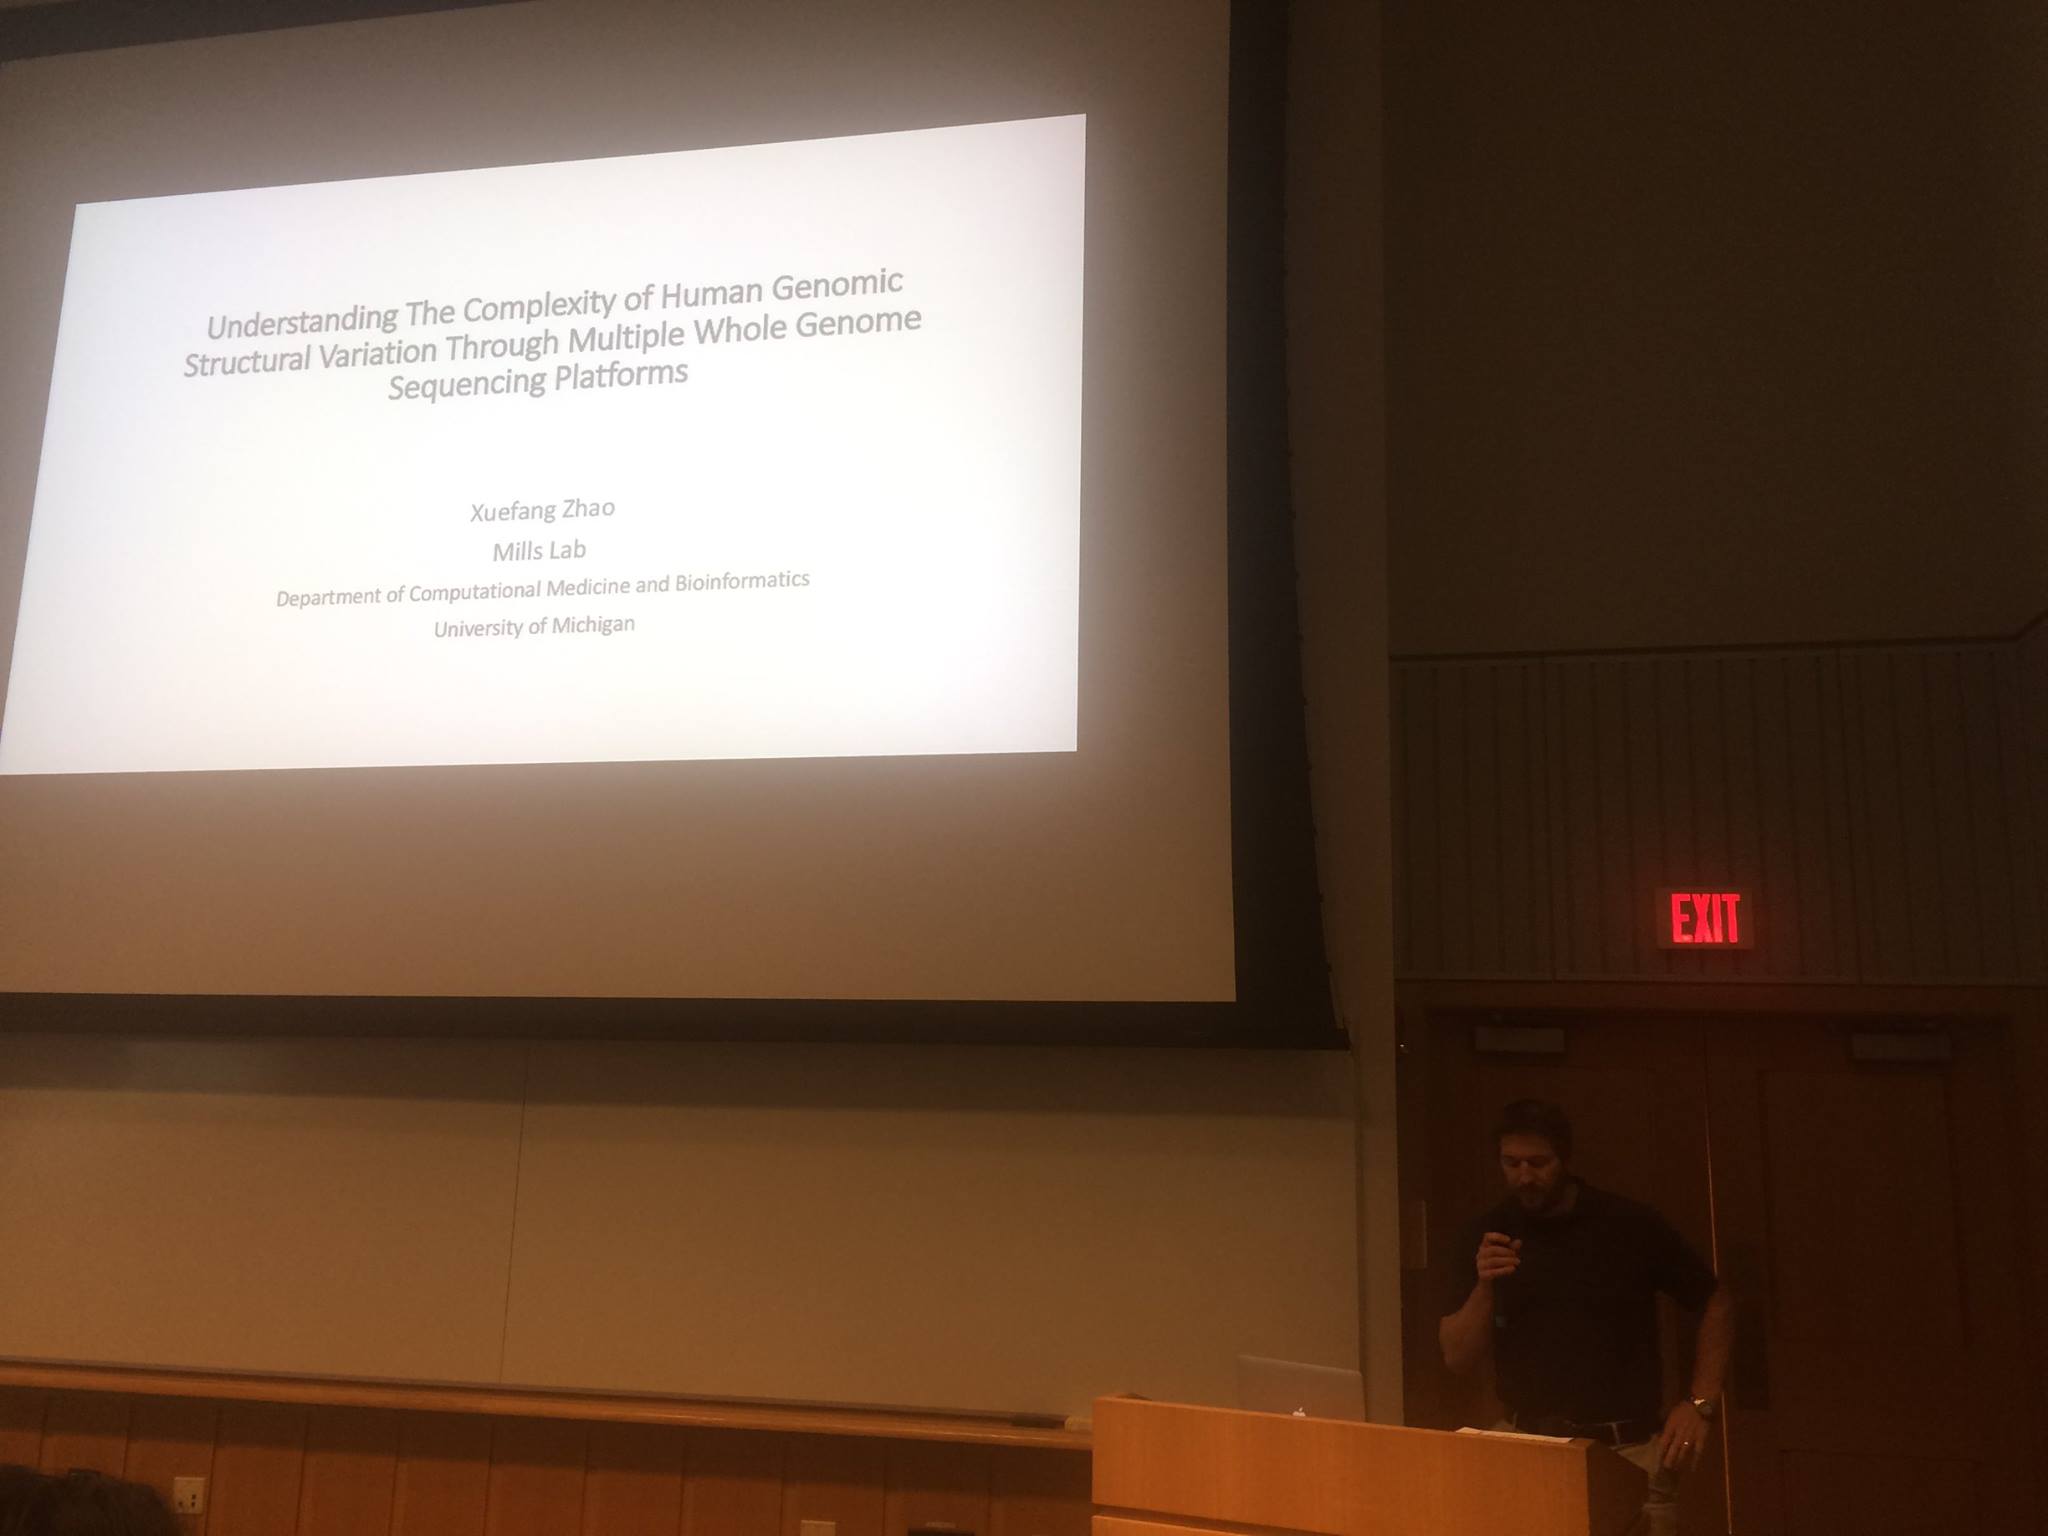 Understanding The Complexity of Human Genomic
Structural Variation Through Multiple Whole Genome
Sequencing Platforms
Xuefang Zhao
Mills Lab
Department of Computational Medicine and Bioinformatics
University of Michigan
EXIT